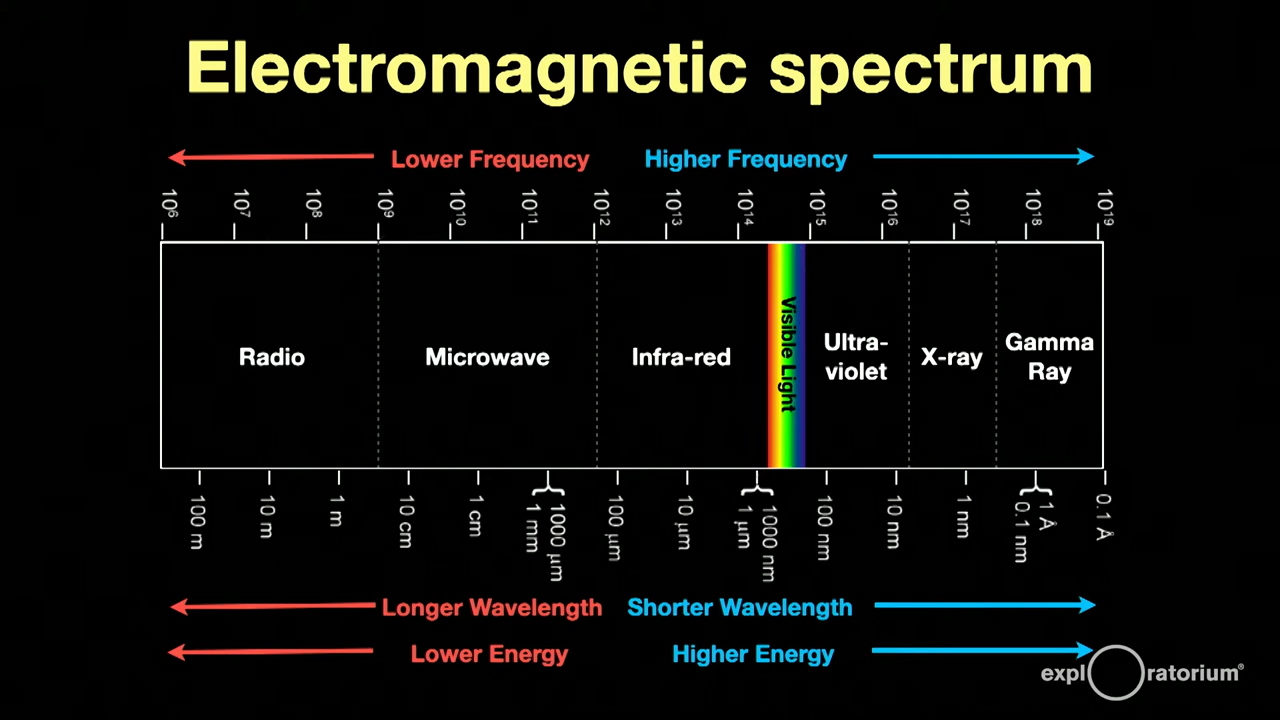 Electromagnetic spectrum
Lower Frequency Higher Frequency
10⁶ 10⁷ 10⁸ 10⁹ 10¹⁰ 10¹¹ 10¹² 10¹³ 10¹⁴ 10¹⁵ 10¹⁶ 10¹⁷ 10¹⁸ 10¹⁹
Radio
Microwave
Infra-red
Visible Light
Ultra-
violet
X-ray
Gamma
Ray
100 m
10 m
1 m
10 cm
1 cm
1000 µm
1 mm
100 µm
10 µm
1000 nm
1 µm
100 nm
10 nm
1 nm
1 Å
0.1 nm
0.1 Å
Longer Wavelength Shorter Wavelength
Lower Energy Higher Energy
explOratorium®